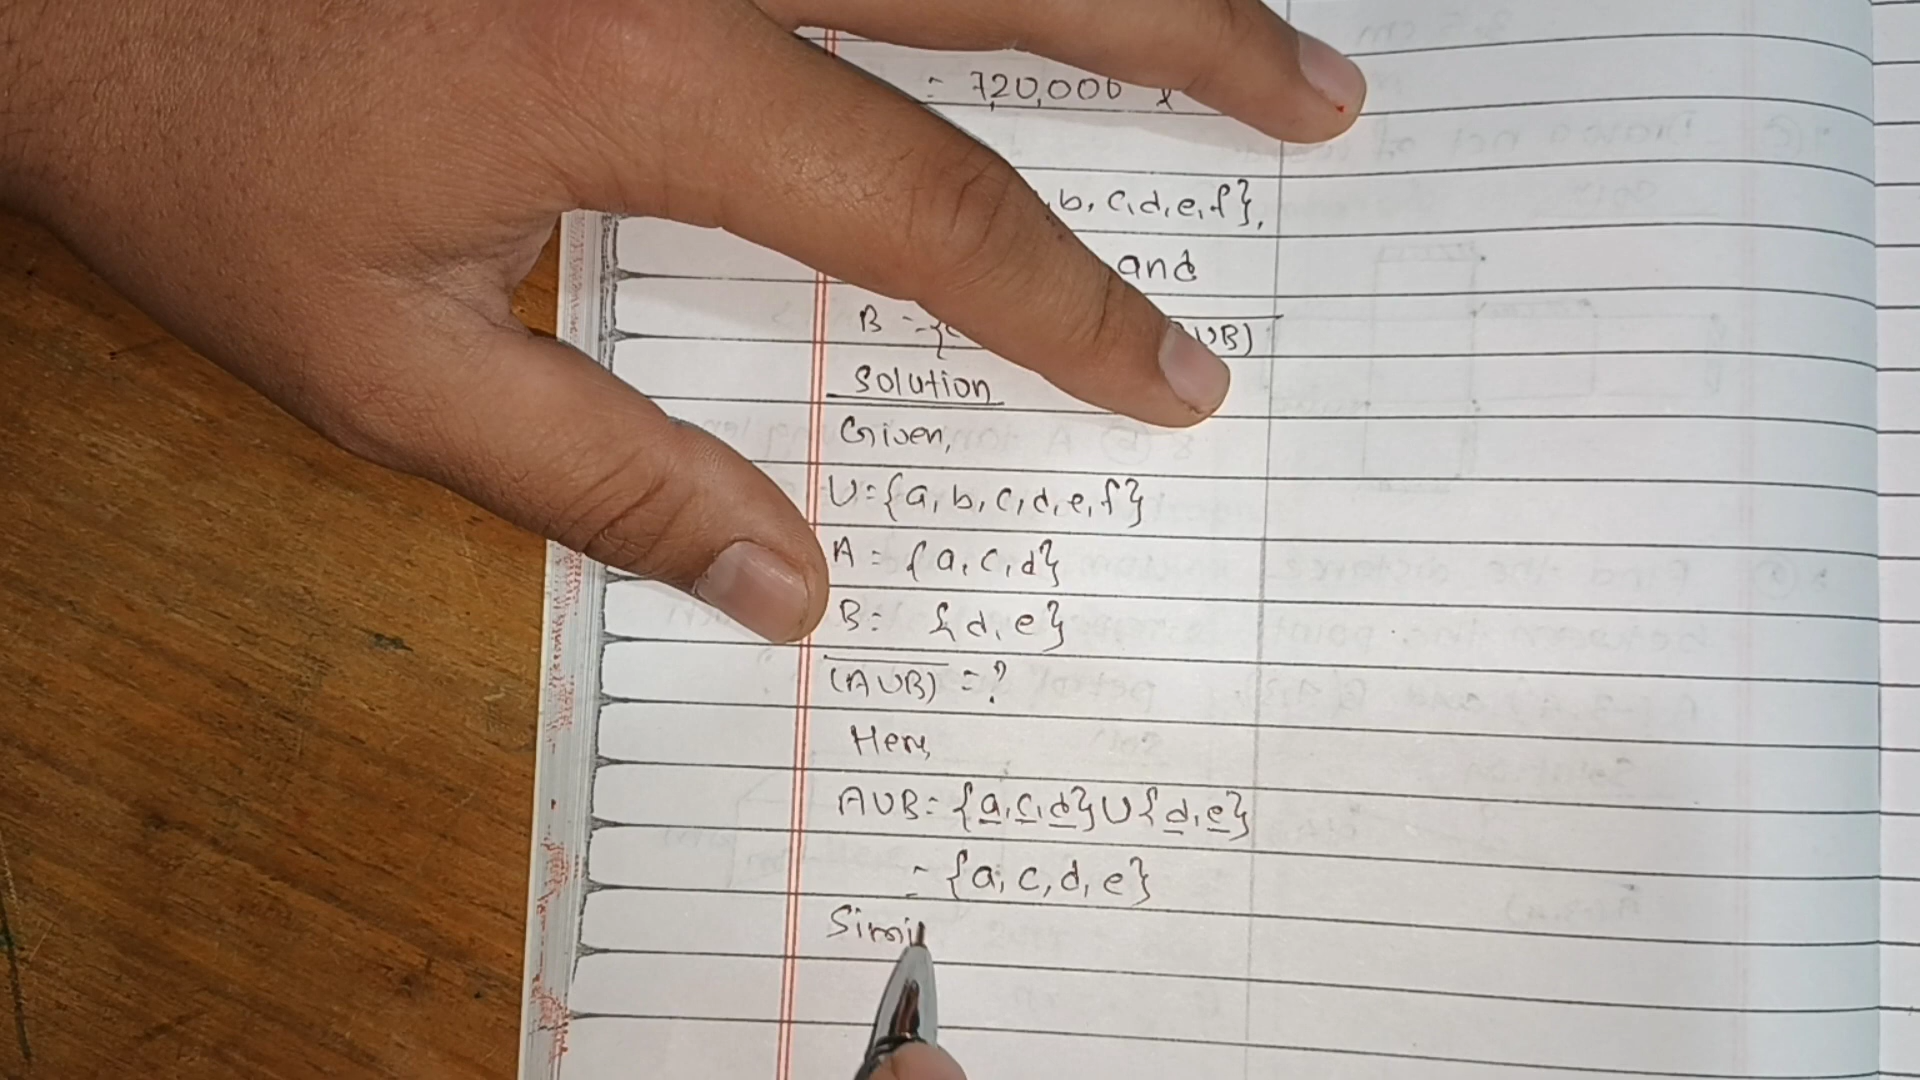 = 720,000
b, c, d, e, f},
and
B = { ∪B)
Solution
Given,
U = {a, b, c, d, e, f}
A = {a, c, d}
B = {d, e}
(A∪B) = ?
Here,
A∪B = {a, c, d} ∪ {d, e}
= {a, c, d, e}
Simi